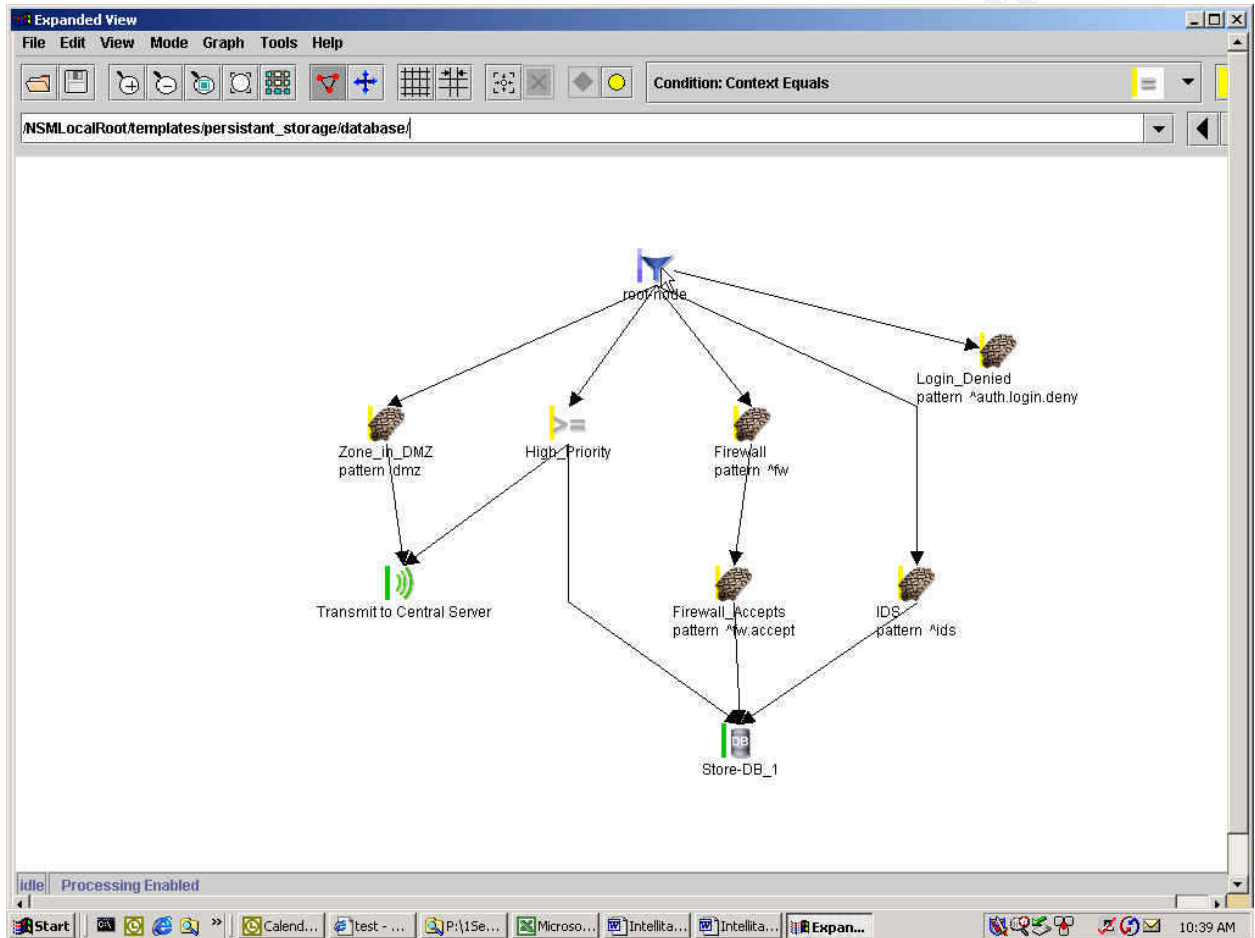 Expanded View
File Edit View Mode Graph Tools Help
Condition: Context Equals
=
/NSMLocalRoot/templates/persistant_storage/database/
root-node
Login_Denied
pattern ^auth.login.deny
Zone_in_DMZ
pattern dmz
>=
High_Priority
Firewall
pattern ^fw
Transmit to Central Server
Firewall_Accepts
pattern ^fw.accept
IDS
pattern ^ids
DB
Store-DB_1
idle Processing Enabled
Start » Calend... test - ... P:\1Se... Microso... Intellita... Intellita... Expan... 10:39 AM